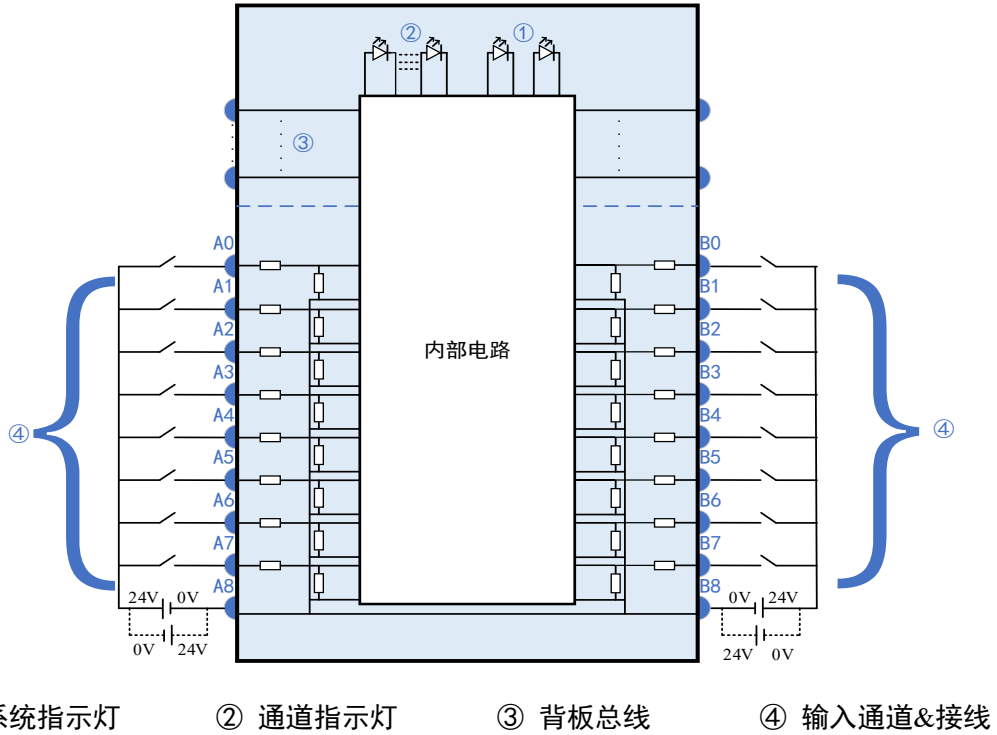 ② ①
③
A0 B0
A1 B1
A2 B2
内部电路
A3 B3
A4 B4
④ ④
A5 B5
A6 B6
A7 B7
A8 B8
24V 0V 0V 24V
0V 24V 24V 0V
系统指示灯 ② 通道指示灯 ③ 背板总线 ④ 输入通道&接线